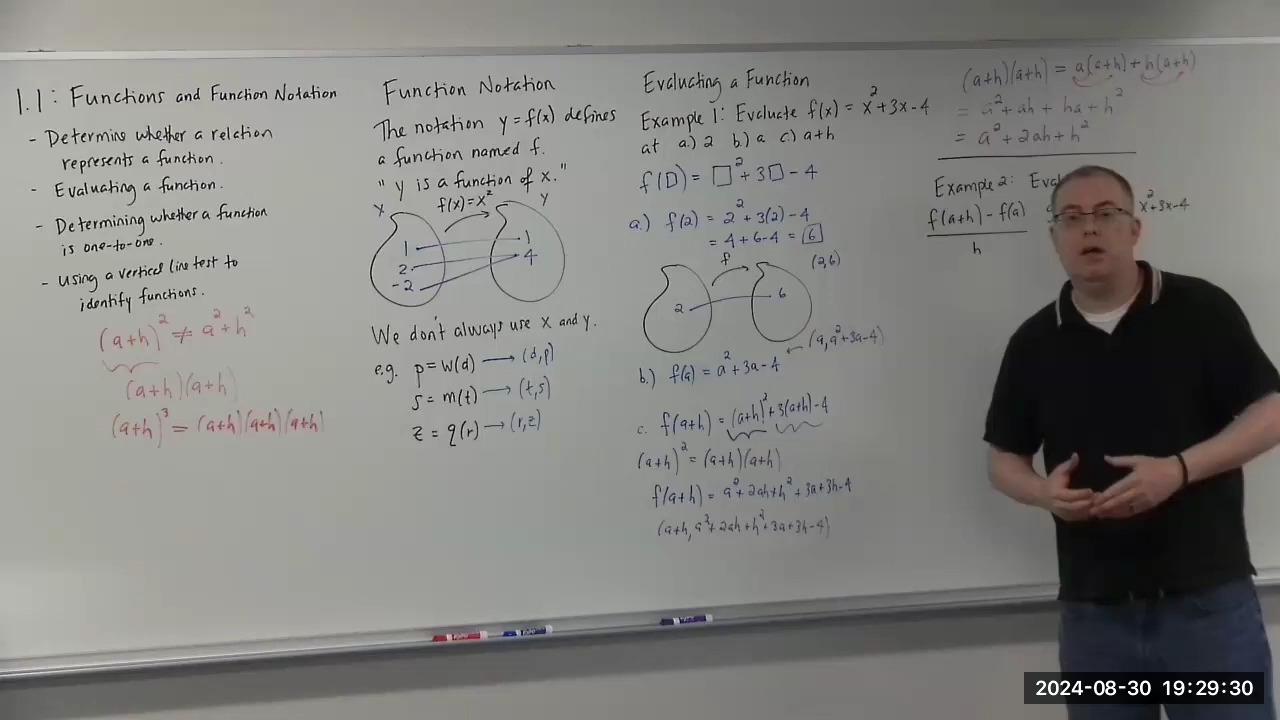 1.1: Functions and Function Notation
- Determine whether a relation
represents a function.
- Evaluating a function.
- Determining whether a function
is one-to-one.
- Using a vertical line test to
identify functions.
(a+h)² ≠ a²+h²
(a+h)(a+h)
(a+h)³ = (a+h)(a+h)(a+h)
Function Notation
The notation y = f(x) defines
a function named f.
"y is a function of x."
f(x) = x²
x y
1 1
2 4
-2
We don't always use x and y.
e.g. p = w(d) → (d,p)
s = m(t) → (t,s)
z = q(r) → (r,z)
Evaluating a Function
Example 1: Evaluate f(x) = x²+3x-4
at a.) 2 b.) a c.) a+h
f(□) = □²+3□-4
a.) f(2) = 2²+3(2)-4
= 4+6-4 = 6
(2,6)
f
2 6
(a, a²+3a-4)
b.) f(a) = a²+3a-4
c. f(a+h) = (a+h)²+3(a+h)-4
(a+h)² = (a+h)(a+h)
f(a+h) = a²+2ah+h²+3a+3h-4
(a+h, a²+2ah+h²+3a+3h-4)
(a+h)(a+h) = a(a+h)+h(a+h)
= a²+ah+ha+h²
= a²+2ah+h²
Example 2:
f(a+h)-f(a)
h
x²+3x-4
2024-08-30 19:29:30